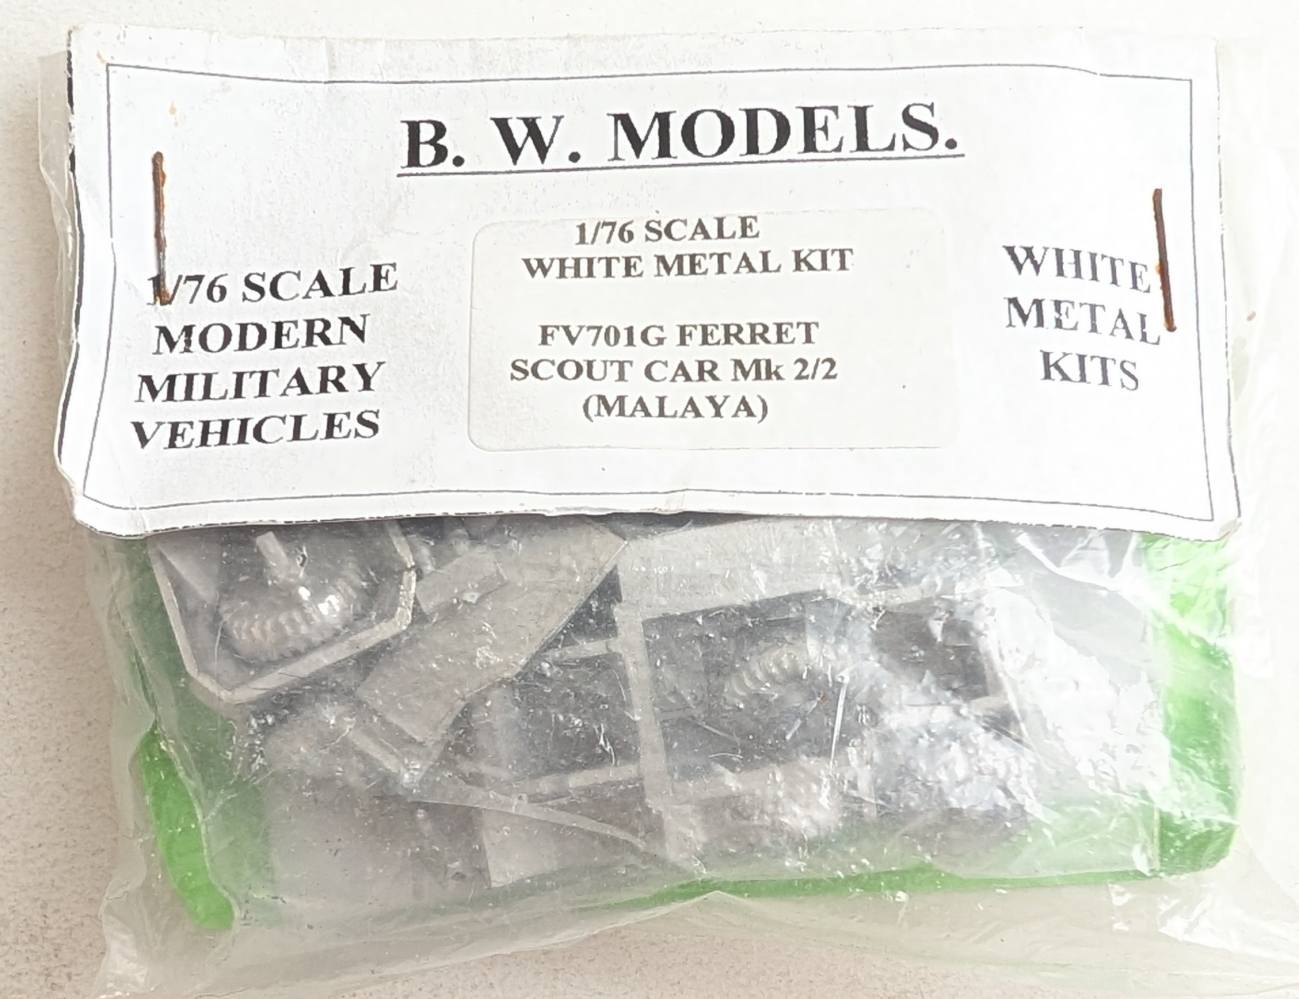 B. W. MODELS.
1/76 SCALE
MODERN
MILITARY
VEHICLES
1/76 SCALE
WHITE METAL KIT
FV701G FERRET
SCOUT CAR Mk 2/2
(MALAYA)
WHITE
METAL
KITS